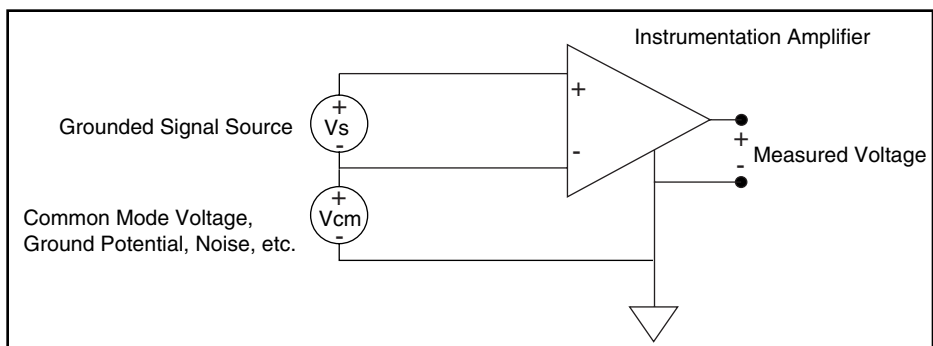 Instrumentation Amplifier
+
+
Grounded Signal Source
Vs
-
-
+
-
Measured Voltage
+
Common Mode Voltage,
Ground Potential, Noise, etc.
Vcm
-